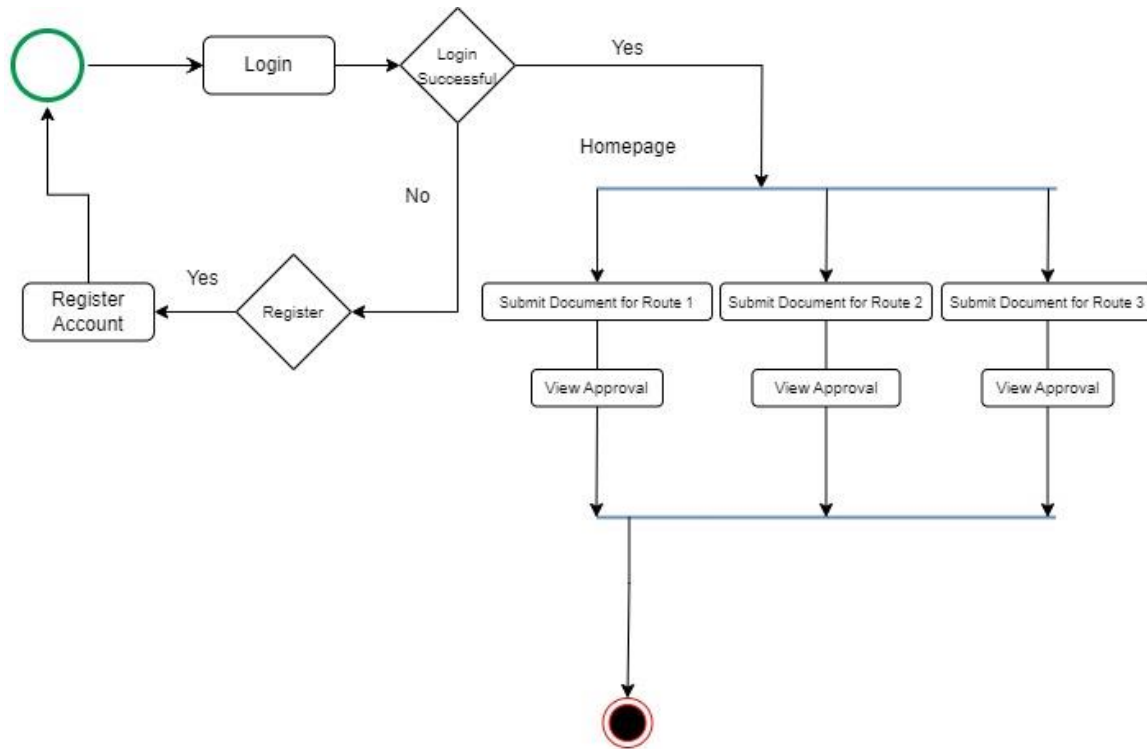 Login
Login
Successful
Yes
Homepage
No
Yes
Register
Account
Register
Submit Document for Route 1
Submit Document for Route 2
Submit Document for Route 3
View Approval
View Approval
View Approval